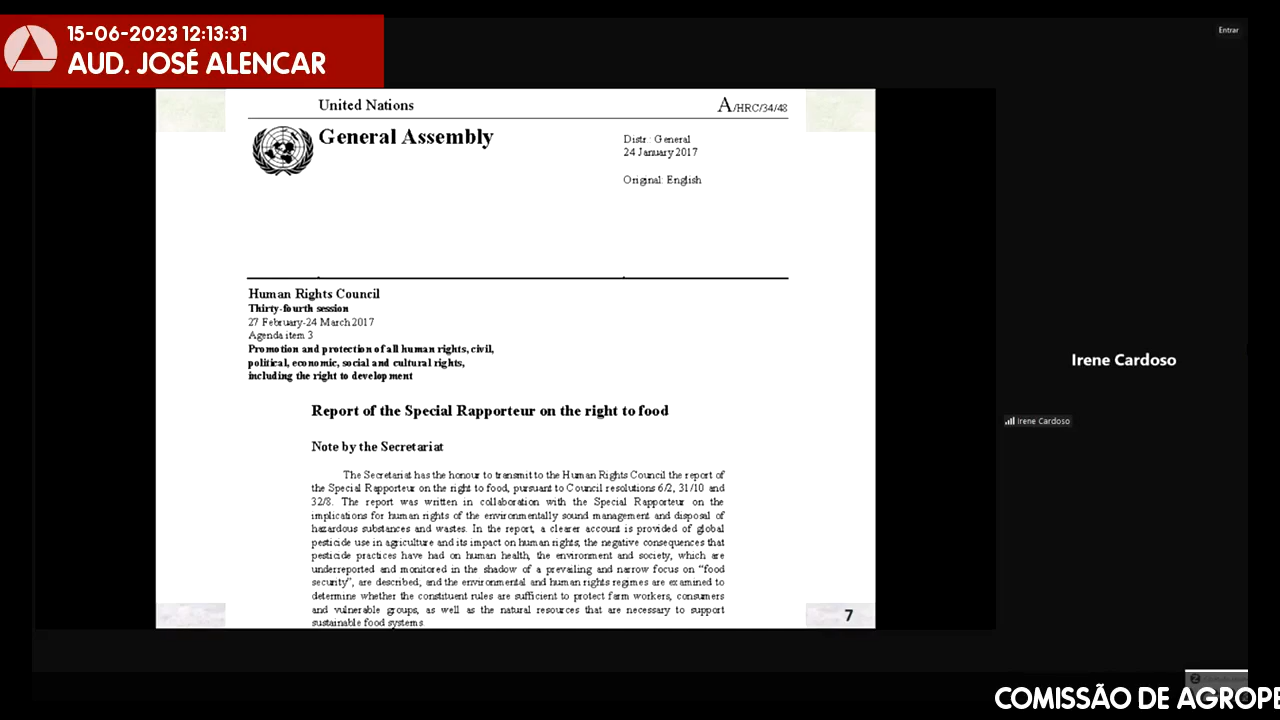 15-06-2023 12:13:31
AUD. JOSÉ ALENCAR
Entrar
United Nations
A/HRC/34/48
General Assembly
Distr.: General
24 January 2017
Original: English
Human Rights Council
Thirty-fourth session
27 February-24 March 2017
Agenda item 3
Promotion and protection of all human rights, civil,
political, economic, social and cultural rights,
including the right to development
Report of the Special Rapporteur on the right to food
Note by the Secretariat
The Secretariat has the honour to transmit to the Human Rights Council the report of
the Special Rapporteur on the right to food, pursuant to Council resolutions 6/2, 31/10 and
32/8. The report was written in collaboration with the Special Rapporteur on the
implications for human rights of the environmentally sound management and disposal of
hazardous substances and wastes. In the report, a clearer account is provided of global
pesticide use in agriculture and its impact on human rights; the negative consequences that
pesticide practices have had on human health, the environment and society, which are
underreported and monitored in the shadow of a prevailing and narrow focus on “food
security”, are described; and the environmental and human rights regimes are examined to
determine whether the constituent rules are sufficient to protect farm workers, consumers
and vulnerable groups, as well as the natural resources that are necessary to support
sustainable food systems.
7
Irene Cardoso
Irene Cardoso
COMISSÃO DE AGROPE